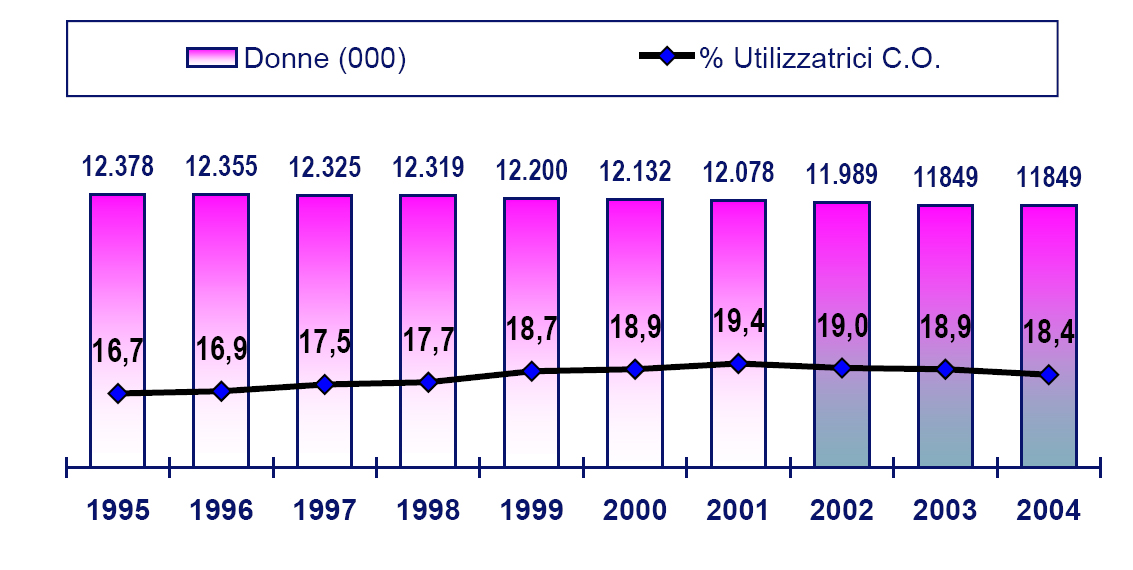 Donne (000) % Utilizzatrici C.O.
12.378 12.355 12.325 12.319 12.200 12.132 12.078 11.989 11849 11849
16,7 16,9 17,5 17,7 18,7 18,9 19,4 19,0 18,9 18,4
1995 1996 1997 1998 1999 2000 2001 2002 2003 2004